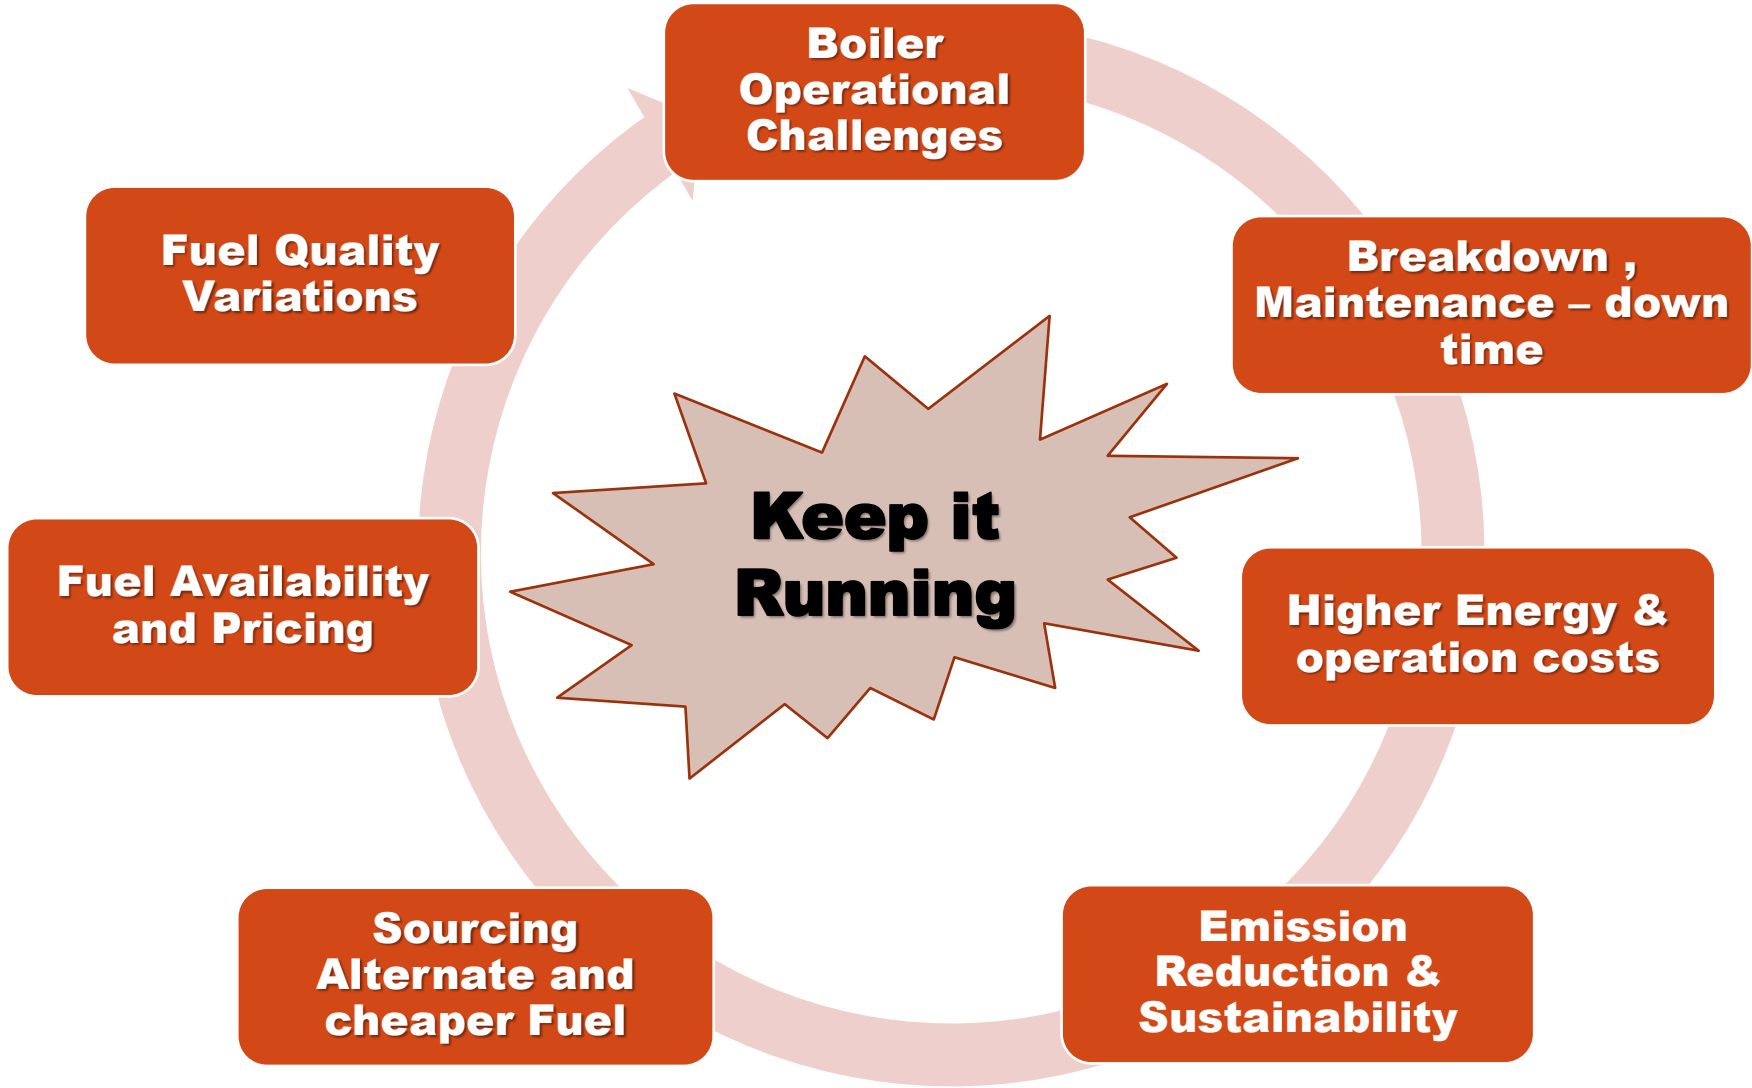 Boiler
Operational
Challenges
Breakdown ,
Maintenance – down
time
Higher Energy &
operation costs
Emission
Reduction &
Sustainability
Sourcing
Alternate and
cheaper Fuel
Fuel Availability
and Pricing
Fuel Quality
Variations
Keep it
Running